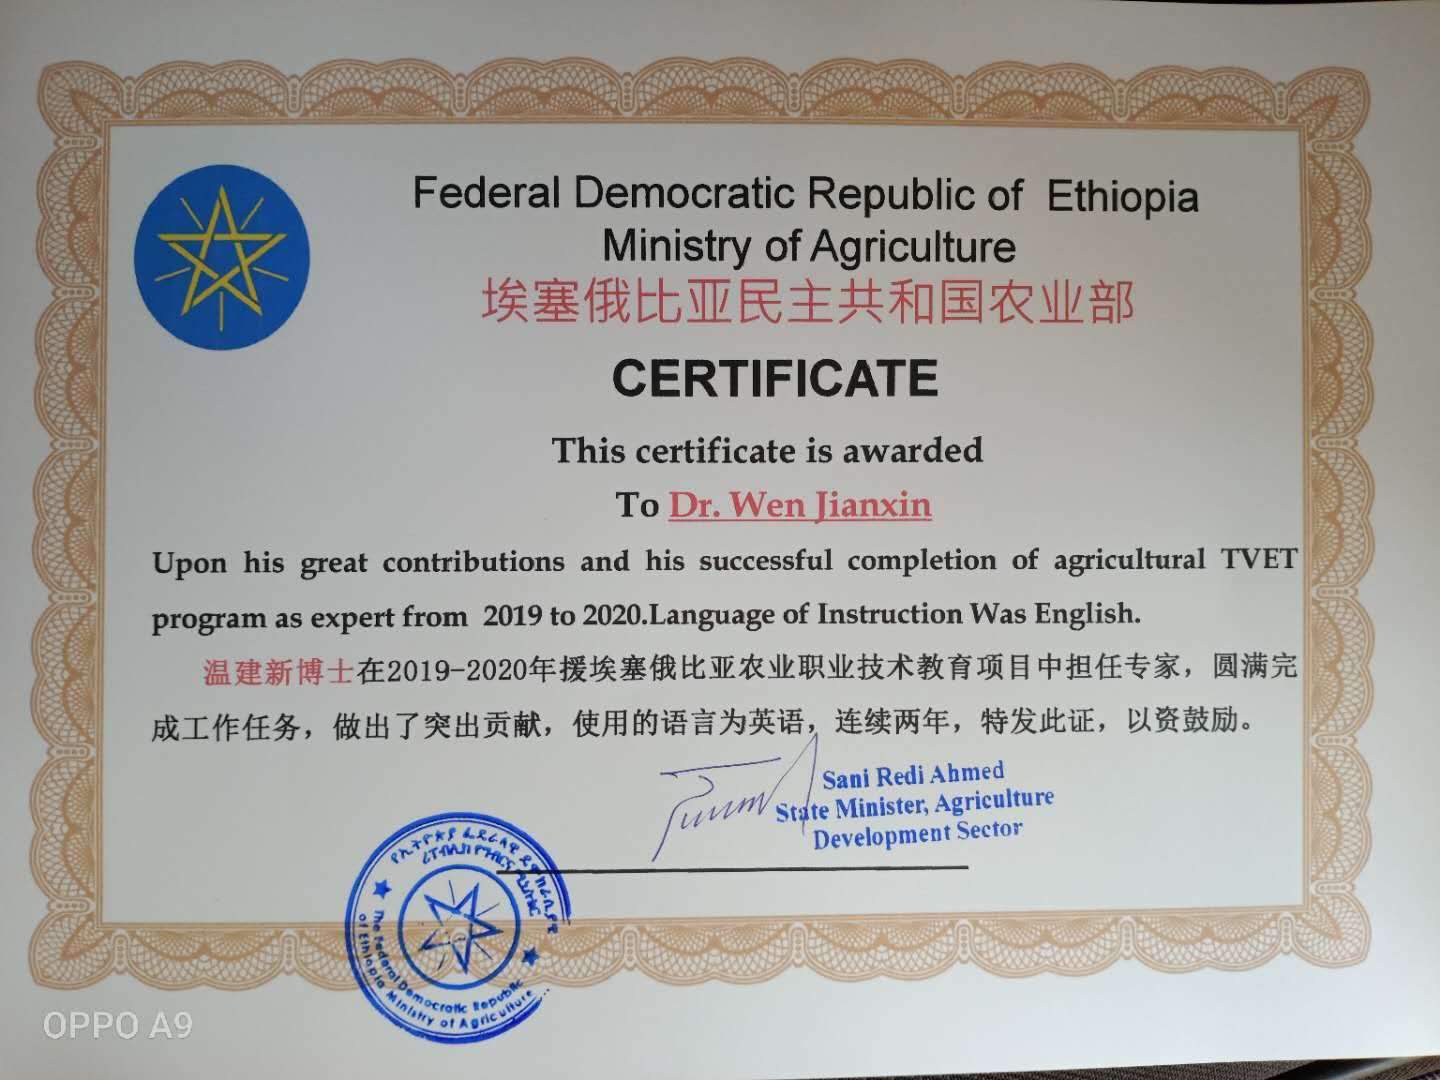 Federal Democratic Republic of Ethiopia
Ministry of Agriculture
埃塞俄比亚民主共和国农业部
CERTIFICATE
This certificate is awarded
To Dr. Wen Jianxin
Upon his great contributions and his successful completion of agricultural TVET
program as expert from 2019 to 2020.Language of Instruction Was English.
温建新博士在2019-2020年援埃塞俄比亚农业职业技术教育项目中担任专家，圆满完
成工作任务，做出了突出贡献，使用的语言为英语，连续两年，特发此证，以资鼓励。
Sani Redi Ahmed
State Minister, Agriculture
Development Sector
The Federal Democratic Republic
of Ethiopia Ministry of Agriculture
OPPO A9